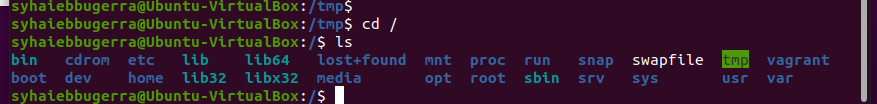 syhaiebbugerra@Ubuntu-VirtualBox:/tmp$
syhaiebbugerra@Ubuntu-VirtualBox:/tmp$ cd /
syhaiebbugerra@Ubuntu-VirtualBox:/$ ls
bin cdrom etc lib lib64 lost+found mnt proc run snap swapfile tmp vagrant
boot dev home lib32 libx32 media opt root sbin srv sys usr var
syhaiebbugerra@Ubuntu-VirtualBox:/$